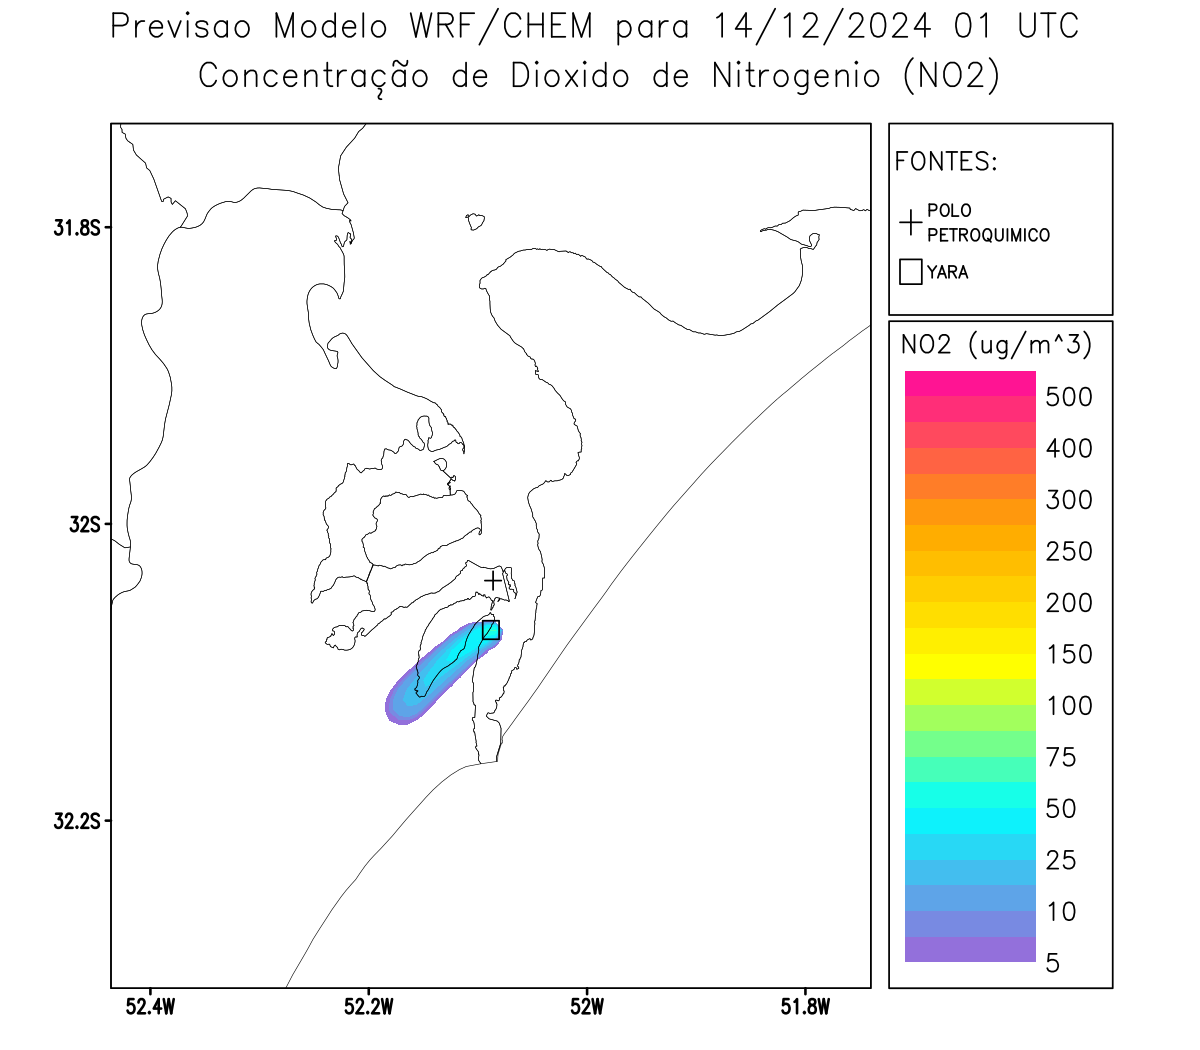 Previsao Modelo WRF/CHEM para 14/12/2024 01 UTC
Concentração de Dioxido de Nitrogenio (NO2)
FONTES:
POLO
PETROQUIMICO
YARA
NO2 (ug/m^3)
500
400
300
250
200
150
100
75
50
25
10
5
31.8S
32S
32.2S
52.4W
52.2W
52W
51.8W